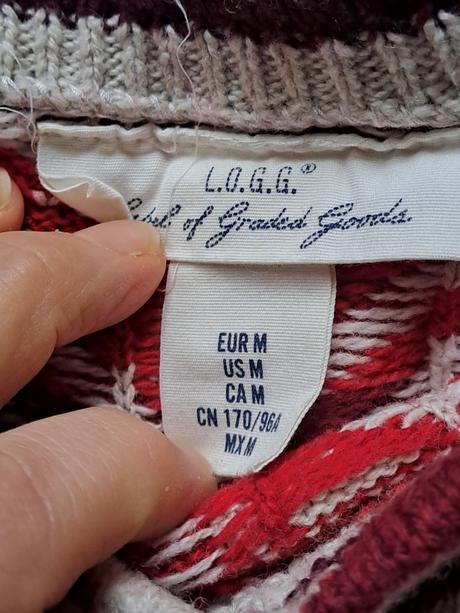 L.O.G.G.®
Label of Graded Goods.
EUR M
US M
CA M
CN 170/96A
MX M